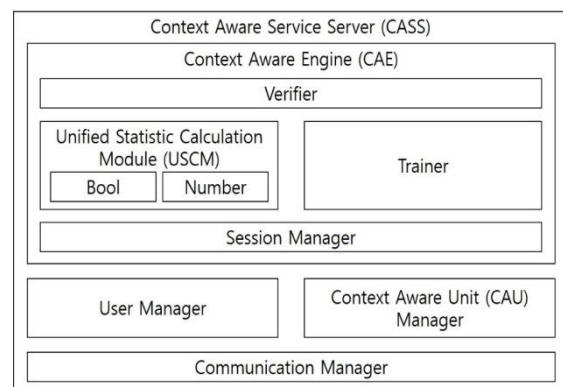 Context Aware Service Server (CASS)
Context Aware Engine (CAE)
Verifier
Unified Statistic Calculation
Module (USCM)
Bool
Number
Trainer
Session Manager
User Manager
Context Aware Unit (CAU)
Manager
Communication Manager